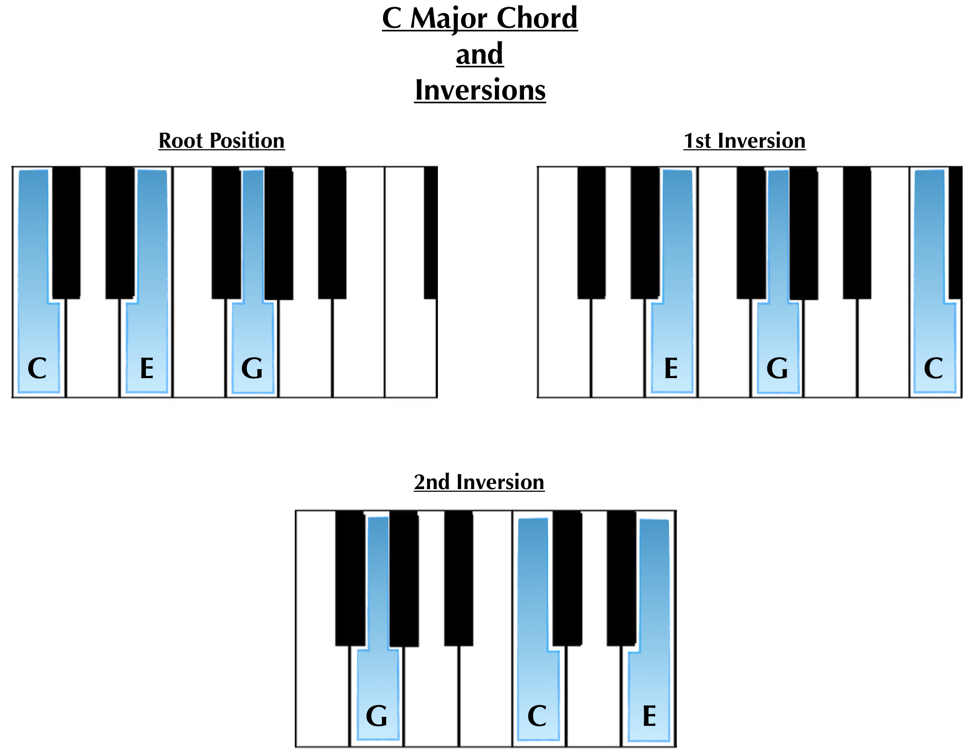 C Major Chord
and
Inversions
Root Position
C E G
1st Inversion
E G C
2nd Inversion
G C E